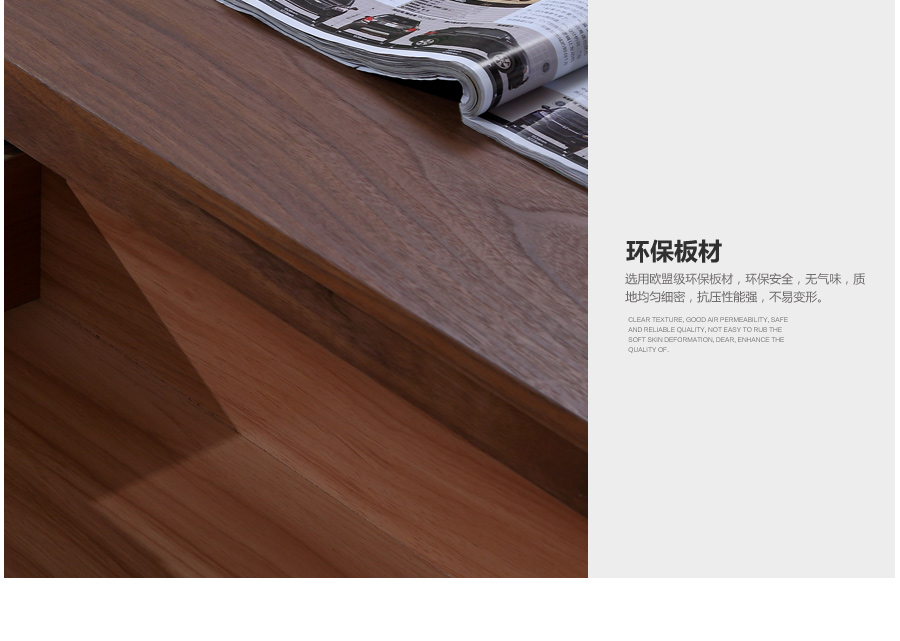 环保板材
选用欧盟级环保板材，环保安全，无气味，质
地均匀细密，抗压性能强，不易变形。
CLEAR TEXTURE, GOOD AIR PERMEABILITY, SAFE
AND RELIABLE QUALITY, NOT EASY TO RUB THE
SOFT SKIN DEFORMATION, DEAR, ENHANCE THE
QUALITY OF.